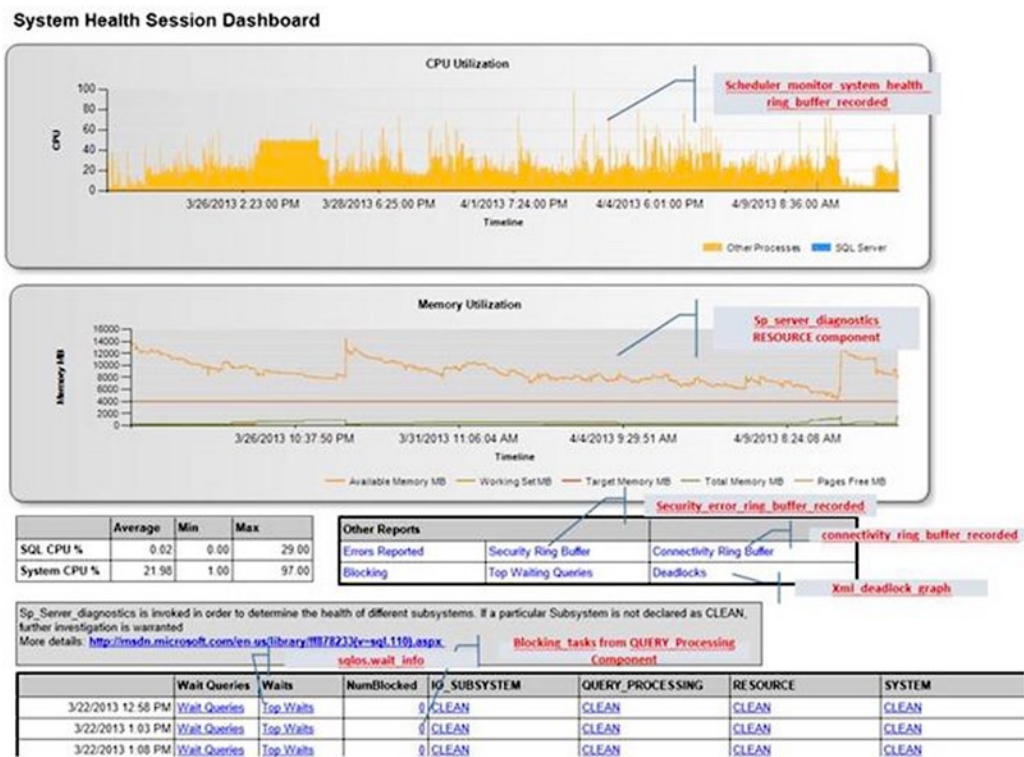 System Health Session Dashboard
CPU Utilization
Scheduler_monitor_system_health_
ring_buffer_recorded
CPU
100
80
60
40
20
0
3/26/2013 2:23:00 PM 3/28/2013 6:25:00 PM 4/1/2013 7:24:00 PM 4/4/2013 6:01:00 PM 4/9/2013 8:36:00 AM
Timeline
Other Processes SQL Server
Memory Utilization
Sp_server_diagnostics
RESOURCE component
Memory MB
16000
14000
12000
10000
8000
6000
4000
2000
0
3/26/2013 10:37:50 PM 3/31/2013 11:06:04 AM 4/4/2013 9:29:51 AM 4/9/2013 8:24:08 AM
Timeline
Available Memory MB Working Set MB Target Memory MB Total Memory MB Pages Free MB
Security_error_ring_buffer_recorded
Average Min Max
SQL CPU % 0.02 0.00 29.00
System CPU % 21.98 1.00 97.00
Other Reports
connectivity_ring_buffer_recorded
Errors Reported Security Ring Buffer Connectivity Ring Buffer
Blocking Top Waiting Queries Deadlocks
Xml_deadlock_graph
Sp_Server_diagnostics is invoked in order to determine the health of different subsystems. If a particular Subsystem is not declared as CLEAN,
further investigation is warranted
More details: http://msdn.microsoft.com/en-us/library/ff878233(v=sql.110).aspx
Blocking_tasks from QUERY_Processing
Component
sqlos.wait_info
Wait Queries Waits NumBlocked IO_SUBSYSTEM QUERY_PROCESSING RESOURCE SYSTEM
3/22/2013 12:58 PM Wait Queries Top Waits 0 CLEAN CLEAN CLEAN CLEAN
3/22/2013 1:03 PM Wait Queries Top Waits 0 CLEAN CLEAN CLEAN CLEAN
3/22/2013 1:08 PM Wait Queries Top Waits 0 CLEAN CLEAN CLEAN CLEAN